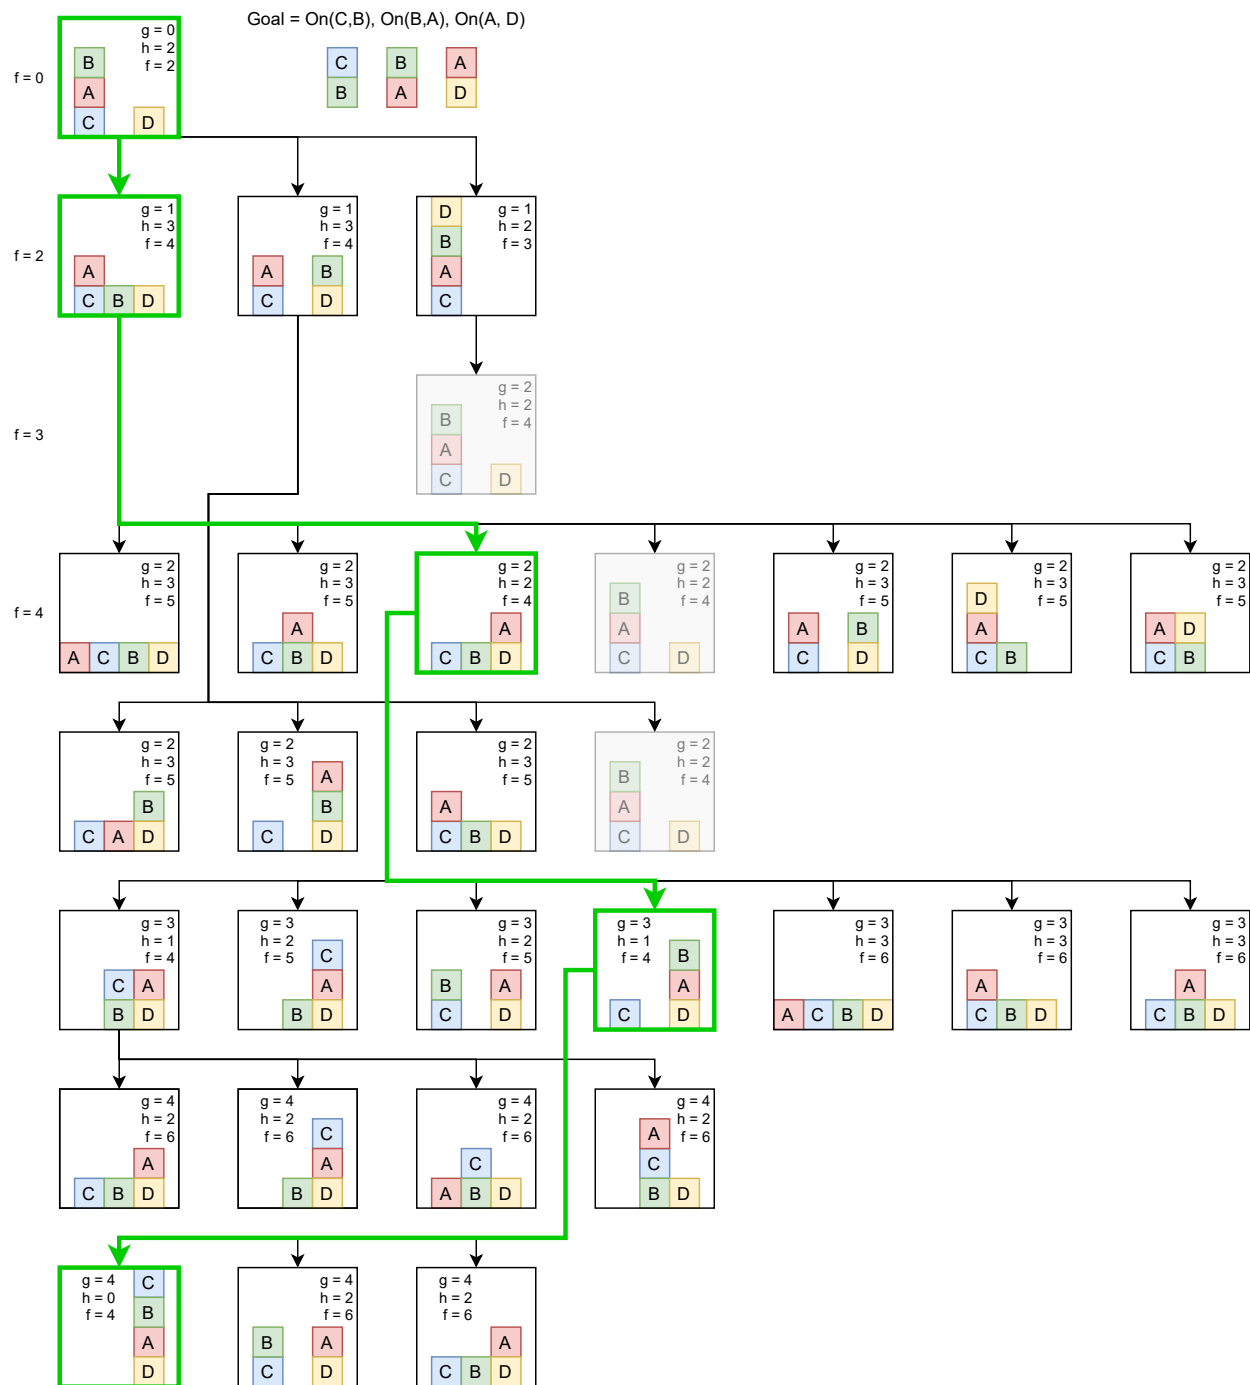 Goal = On(C,B), On(B,A), On(A, D)
f = 0
g = 0
h = 2
f = 2
B
A
C D
C B A
B A D
f = 2
g = 1
h = 3
f = 4
A
C B D
g = 1
h = 3
f = 4
A B
C D
g = 1
h = 2
f = 3
D
B
A
C
f = 3
g = 2
h = 2
f = 4
B
A
C D
f = 4
g = 2
h = 3
f = 5
A C B D
g = 2
h = 3
f = 5
A
C B D
g = 2
h = 2
f = 4
A
C B D
g = 2
h = 2
f = 4
B
A
C D
g = 2
h = 3
f = 5
A B
C D
g = 2
h = 3
f = 5
D
A
C B
g = 2
h = 3
f = 5
A D
C B
g = 2
h = 3
f = 5
B
C A D
g = 2
h = 3
f = 5
A
B
C D
g = 2
h = 3
f = 5
A
C B D
g = 2
h = 2
f = 4
B
A
C D
g = 3
h = 1
f = 4
C A
B D
g = 3
h = 2
f = 5
C
A
B D
g = 3
h = 2
f = 5
B A
C D
g = 3
h = 1
f = 4
B
A
C D
g = 3
h = 3
f = 6
A C B D
g = 3
h = 3
f = 6
A
C B D
g = 3
h = 3
f = 6
A
C B D
g = 4
h = 2
f = 6
A
C B D
g = 4
h = 2
f = 6
C
A
B D
g = 4
h = 2
f = 6
C
A B D
g = 4
h = 2
f = 6
A
C
B D
g = 4
h = 0
f = 4
C
B
A
D
g = 4
h = 2
f = 6
B A
C D
g = 4
h = 2
f = 6
A
C B D